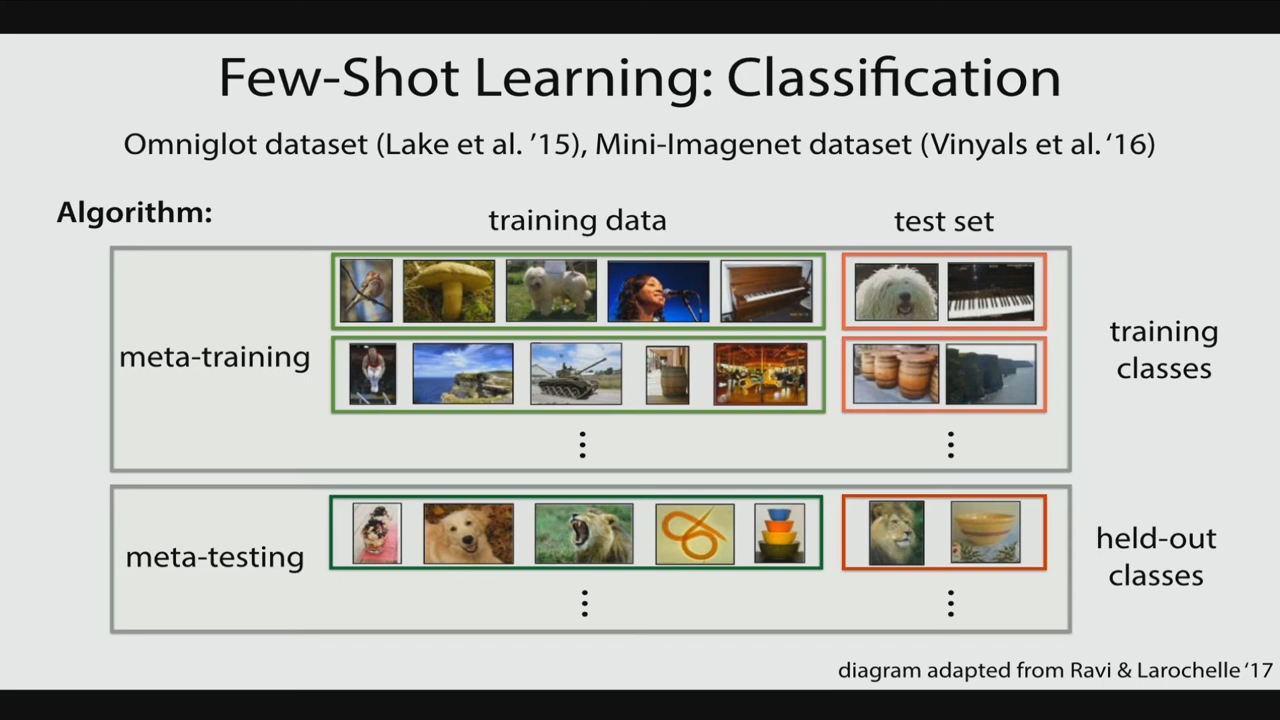 Few-Shot Learning: Classification
Omniglot dataset (Lake et al. ’15), Mini-Imagenet dataset (Vinyals et al. ‘16)
Algorithm:
training data
test set
meta-training
training
classes
meta-testing
held-out
classes
diagram adapted from Ravi & Larochelle ‘17